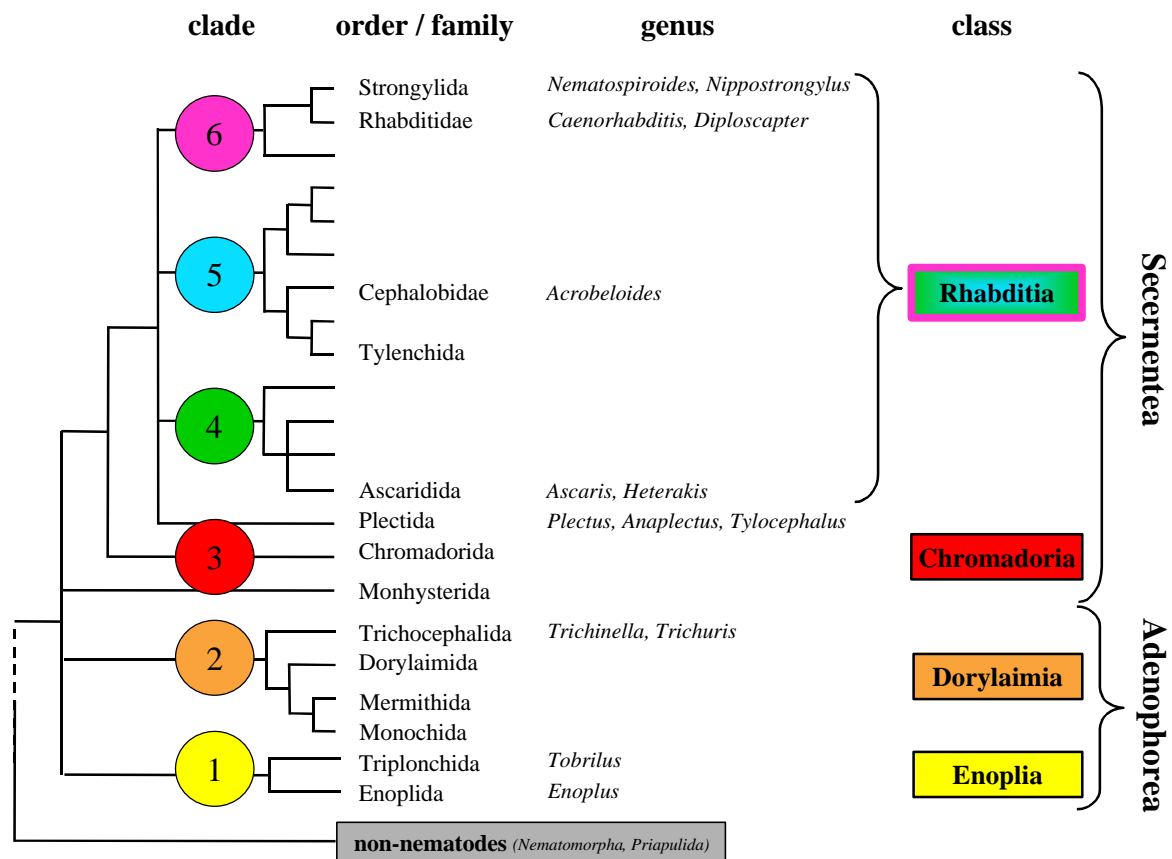 clade order / family genus class
Strongylida Nematospiroides, Nippostrongylus
6 Rhabditidae Caenorhabditis, Diploscapter
5 Cephalobidae Acrobeloides Rhabditia
Tylenchida
Secernentea
4
Ascaridida Ascaris, Heterakis
Plectida Plectus, Anaplectus, Tylocephalus
3 Chromadorida Chromadoria
Monhysterida
Trichocephalida Trichinella, Trichuris
2 Dorylaimida Dorylaimia
Mermithida
Adenophorea
Monochida
Triplonchida Tobrilus
1 Enoplia
Enoplida Enoplus
non-nematodes (Nematomorpha, Priapulida)